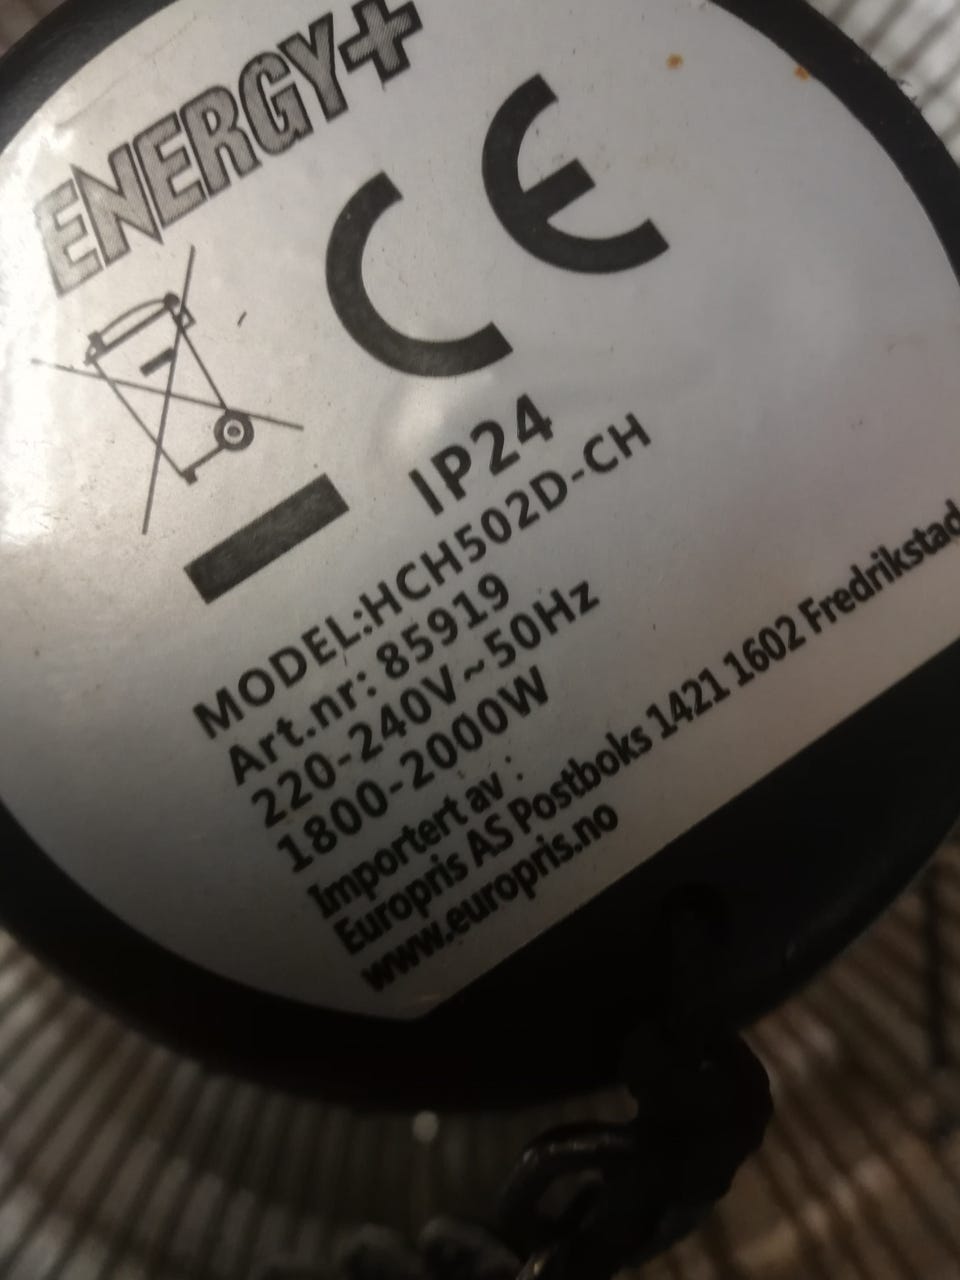 ENERGY+
CE
IP24
MODEL:HCH502D-CH
Art.nr: 85919
220-240V~50Hz
1800-2000W
Importert av :
Europris AS Postboks 1421 1602 Fredrikstad
www.europris.no